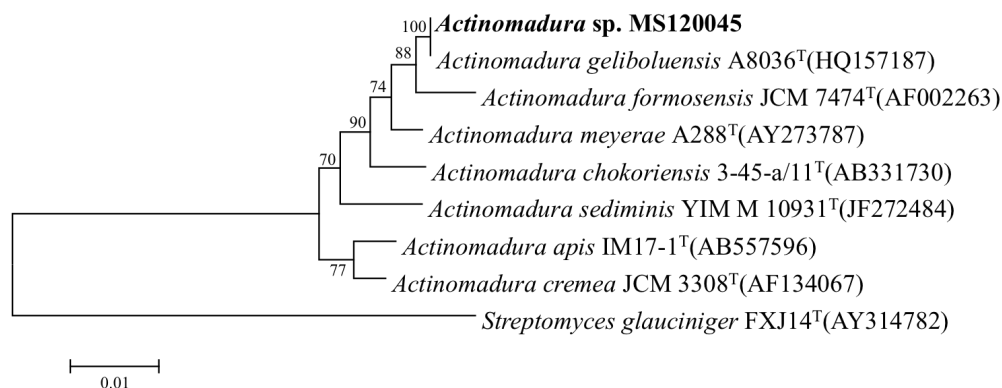 100 Actinomadura sp. MS120045
88 Actinomadura geliboluensis A8036ᵀ(HQ157187)
74 Actinomadura formosensis JCM 7474ᵀ(AF002263)
90 Actinomadura meyerae A288ᵀ(AY273787)
70 Actinomadura chokoriensis 3-45-a/11ᵀ(AB331730)
Actinomadura sediminis YIM M 10931ᵀ(JF272484)
Actinomadura apis IM17-1ᵀ(AB557596)
77 Actinomadura cremea JCM 3308ᵀ(AF134067)
Streptomyces glauciniger FXJ14ᵀ(AY314782)
0.01